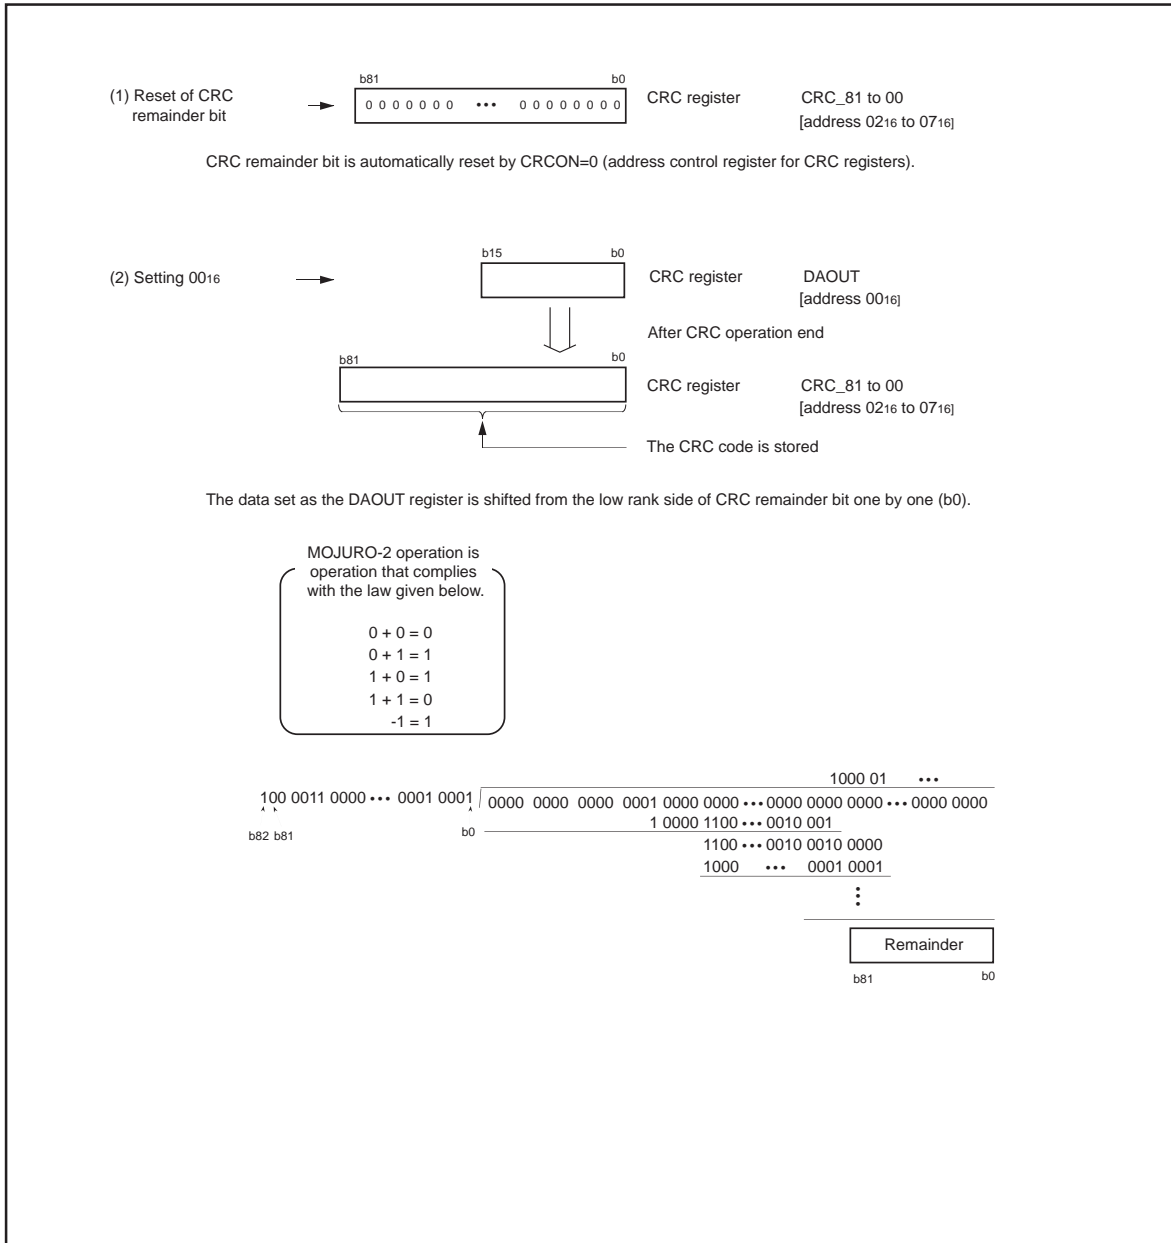 b81 b0
(1) Reset of CRC
remainder bit
0 0 0 0 0 0 0 ••• 0 0 0 0 0 0 0 0
CRC register CRC_81 to 00
[address 0216 to 0716]
CRC remainder bit is automatically reset by CRCON=0 (address control register for CRC registers).
b15 b0
(2) Setting 0016
CRC register DAOUT
[address 0016]
After CRC operation end
b81 b0
CRC register CRC_81 to 00
[address 0216 to 0716]
The CRC code is stored
The data set as the DAOUT register is shifted from the low rank side of CRC remainder bit one by one (b0).
MOJURO-2 operation is
operation that complies
with the law given below.
0 + 0 = 0
0 + 1 = 1
1 + 0 = 1
1 + 1 = 0
-1 = 1
1000 01 •••
100 0011 0000 ••• 0001 0001 0000 0000 0000 0001 0000 0000 ••• 0000 0000 0000 ••• 0000 0000
b82 b81 b0
1 0000 1100 ••• 0010 001
1100 ••• 0010 0010 0000
1000 ••• 0001 0001
Remainder
b81 b0